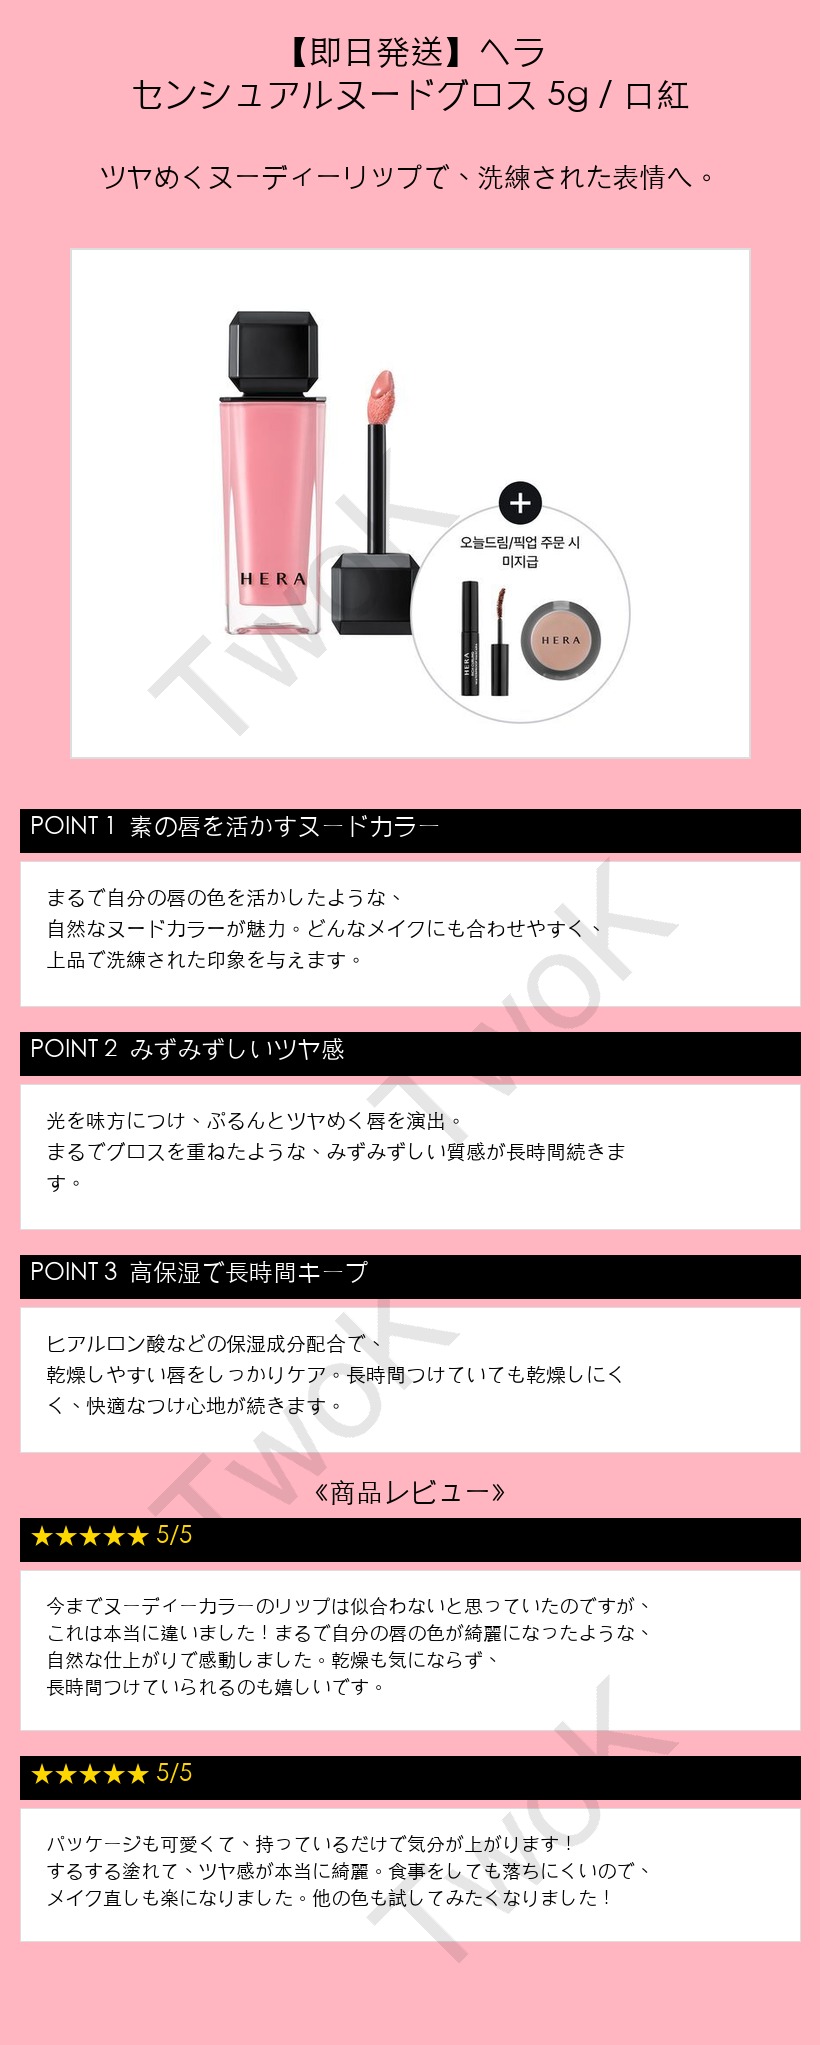 【即日発送】ヘラ
センシュアルヌードグロス 5g / 口紅
ツヤめくヌーディーリップで、洗練された表情へ。
HERA
オ늘드림/픽업 주문 시
미지급
HERA
HERA
TwoK
POINT 1 素の唇を活かすヌードカラー
まるで自分の唇の色を活かしたような、
自然なヌードカラーが魅力。どんなメイクにも合わせやすく、
上品で洗練された印象を与えます。
TwoK
POINT 2 みずみずしいツヤ感
光を味方につけ、ぷるんとツヤめく唇を演出。
まるでグロスを重ねたような、みずみずしい質感が長時間続きま
す。
POINT 3 高保湿で長時間キープ
ヒアルロン酸などの保湿成分配合で、
乾燥しやすい唇をしっかりケア。長時間つけていても乾燥しにく
く、快適なつけ心地が続きます。
TwoK
《商品レビュー》
★★★★★ 5/5
今までヌーディーカラーのリップは似合わないと思っていたのですが、
これは本当に違いました！まるで自分の唇の色が綺麗になったような、
自然な仕上がりで感動しました。乾燥も気にならず、
長時間つけていられるのも嬉しいです。
★★★★★ 5/5
パッケージも可愛くて、持っているだけで気分が上がります！
するする塗れて、ツヤ感が本当に綺麗。食事をしても落ちにくいので、
メイク直しも楽になりました。他の色も試してみたくなりました！
TwoK